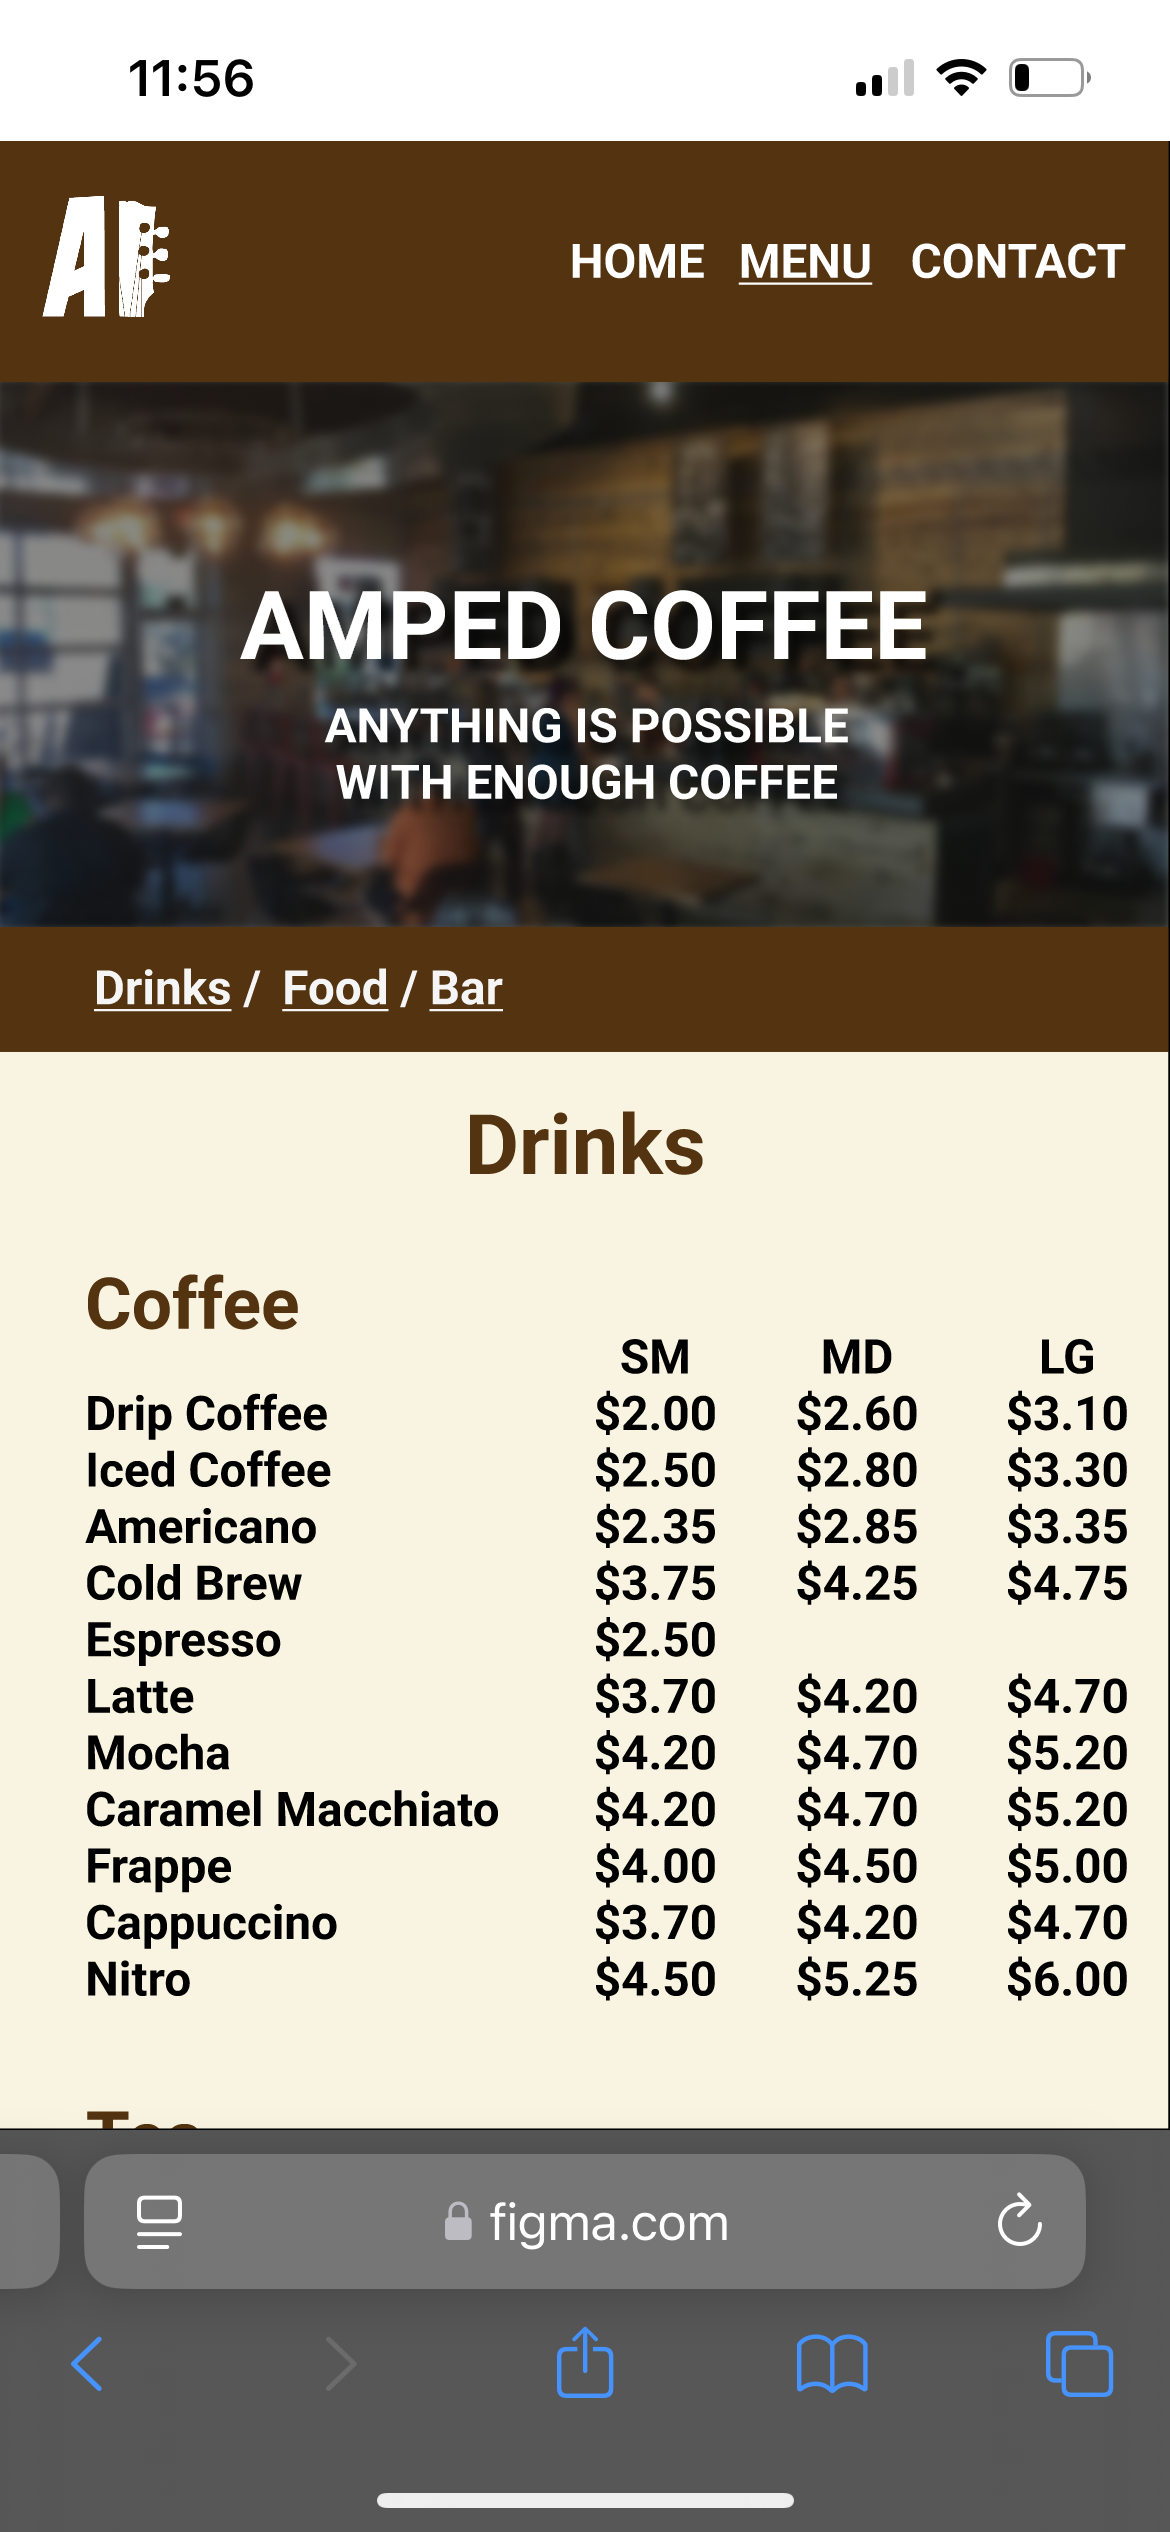 11:56
HOME MENU CONTACT
AMPED COFFEE
ANYTHING IS POSSIBLE
WITH ENOUGH COFFEE
Drinks / Food / Bar
Drinks
Coffee
SM MD LG
Drip Coffee $2.00 $2.60 $3.10
Iced Coffee $2.50 $2.80 $3.30
Americano $2.35 $2.85 $3.35
Cold Brew $3.75 $4.25 $4.75
Espresso $2.50
Latte $3.70 $4.20 $4.70
Mocha $4.20 $4.70 $5.20
Caramel Macchiato $4.20 $4.70 $5.20
Frappe $4.00 $4.50 $5.00
Cappuccino $3.70 $4.20 $4.70
Nitro $4.50 $5.25 $6.00
figma.com